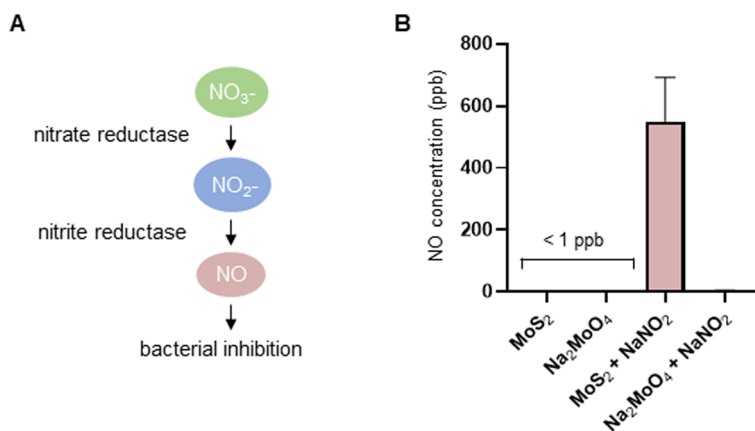 A
NO₃-
nitrate reductase
NO₂-
nitrite reductase
NO
bacterial inhibition
B
NO concentration (ppb)
800
600
400
200
0
< 1 ppb
MoS₂
Na₂MoO₄
MoS₂ + NaNO₂
Na₂MoO₄ + NaNO₂